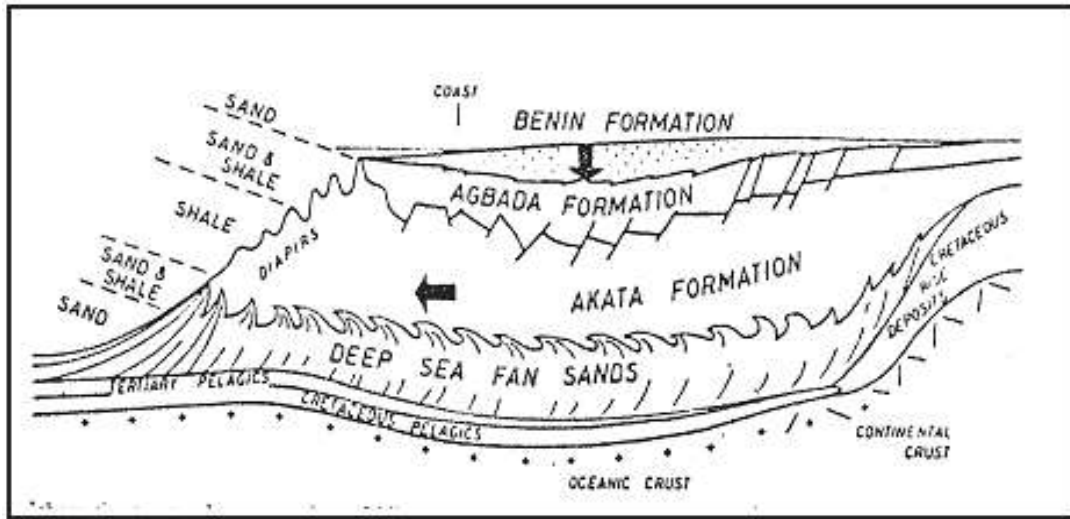 COAST
SAND
BENIN FORMATION
SAND &
SHALE
AGBADA FORMATION
SHALE
DIAPIRS
SAND &
SHALE
AKATA FORMATION
CRETACEOUS
RISE
DEPOSITS
SAND
DEEP SEA FAN SANDS
TERTIARY PELAGICS
CRETACEOUS PELAGICS
CONTINENTAL
CRUST
OCEANIC CRUST